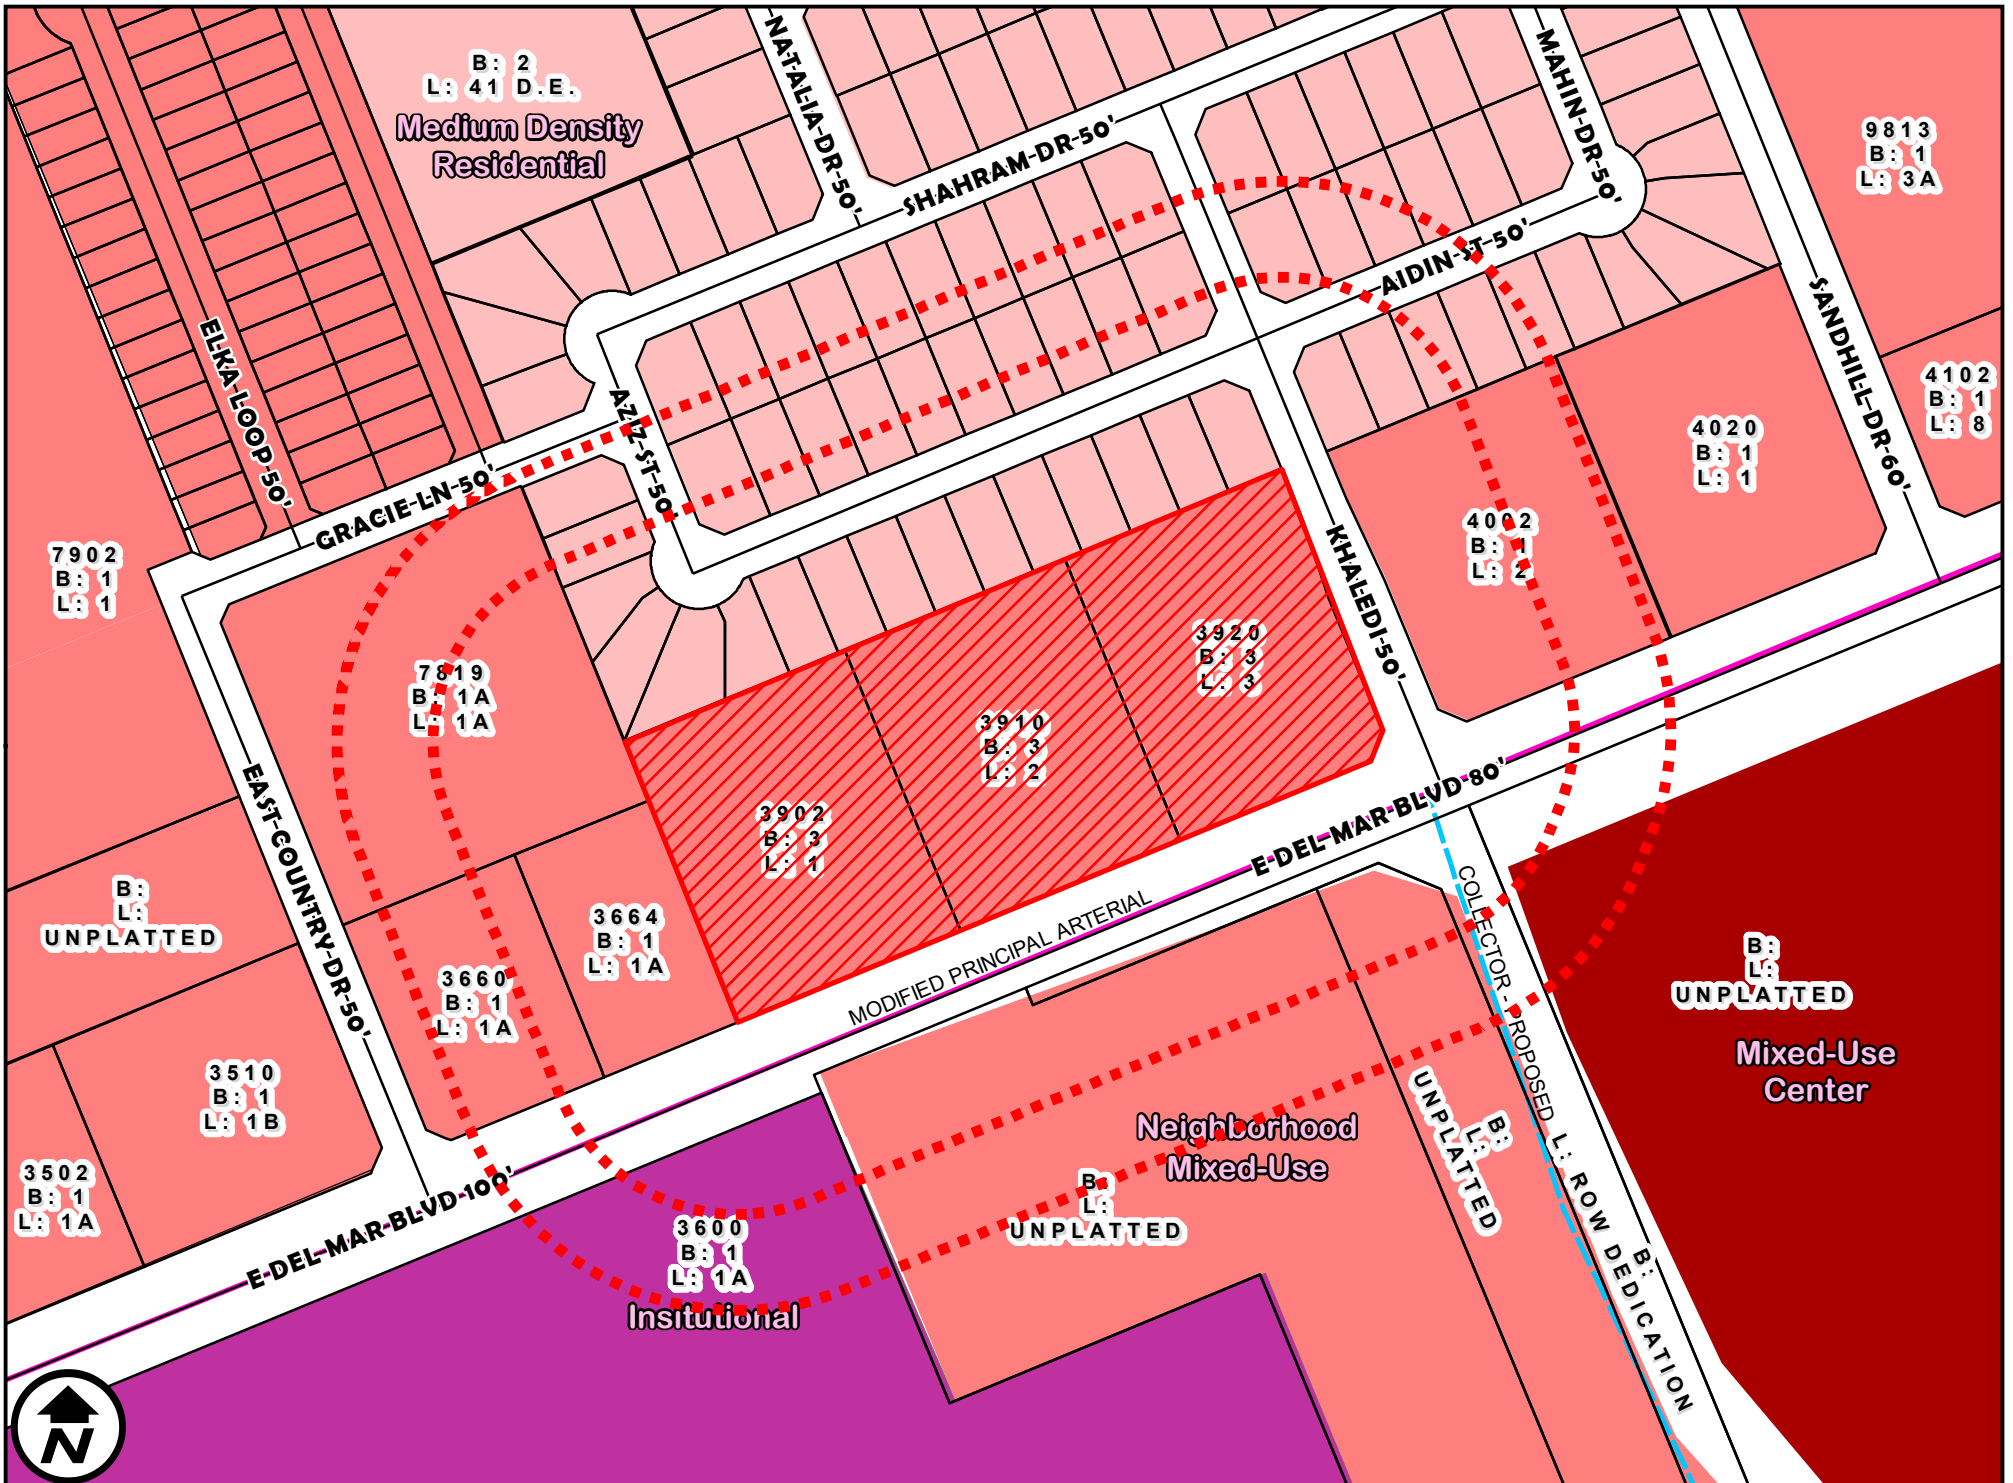 B: 2
L: 41 D.E.
Medium Density
Residential
NATALIA-DR-50'
SHAHRAM-DR-50'
MAHIN-DR-50'
9813
B: 1
L: 3A
AIDIN-ST-50'
SANDHILL-DR-60'
ELKA-LOOP-50'
AZIZ-ST-50'
GRACIE-LN-50'
4102
B: 1
L: 8
4020
B: 1
L: 1
4002
B: 1
L: 2
7902
B: 1
L: 1
KHALEDI-50'
7819
B: 1A
L: 1A
3920
B: 3
L: 3
3910
B: 3
L: 2
3902
B: 3
L: 1
EAST-COUNTRY-DR-50'
E-DEL-MAR-BLVD-80'
MODIFIED PRINCIPAL ARTERIAL
COLLECTOR - PROPOSED
B:
L:
UNPLATTED
3664
B: 1
L: 1A
3660
B: 1
L: 1A
B:
L:
UNPLATTED
Mixed-Use
Center
3510
B: 1
L: 1B
3502
B: 1
L: 1A
E-DEL-MAR-BLVD-100'
Neighborhood
Mixed-Use
B:
L:
UNPLATTED
B:
L:
UNPLATTED
B:
L: ROW DEDICATION
3600
B: 1
L: 1A
Insitutional
N